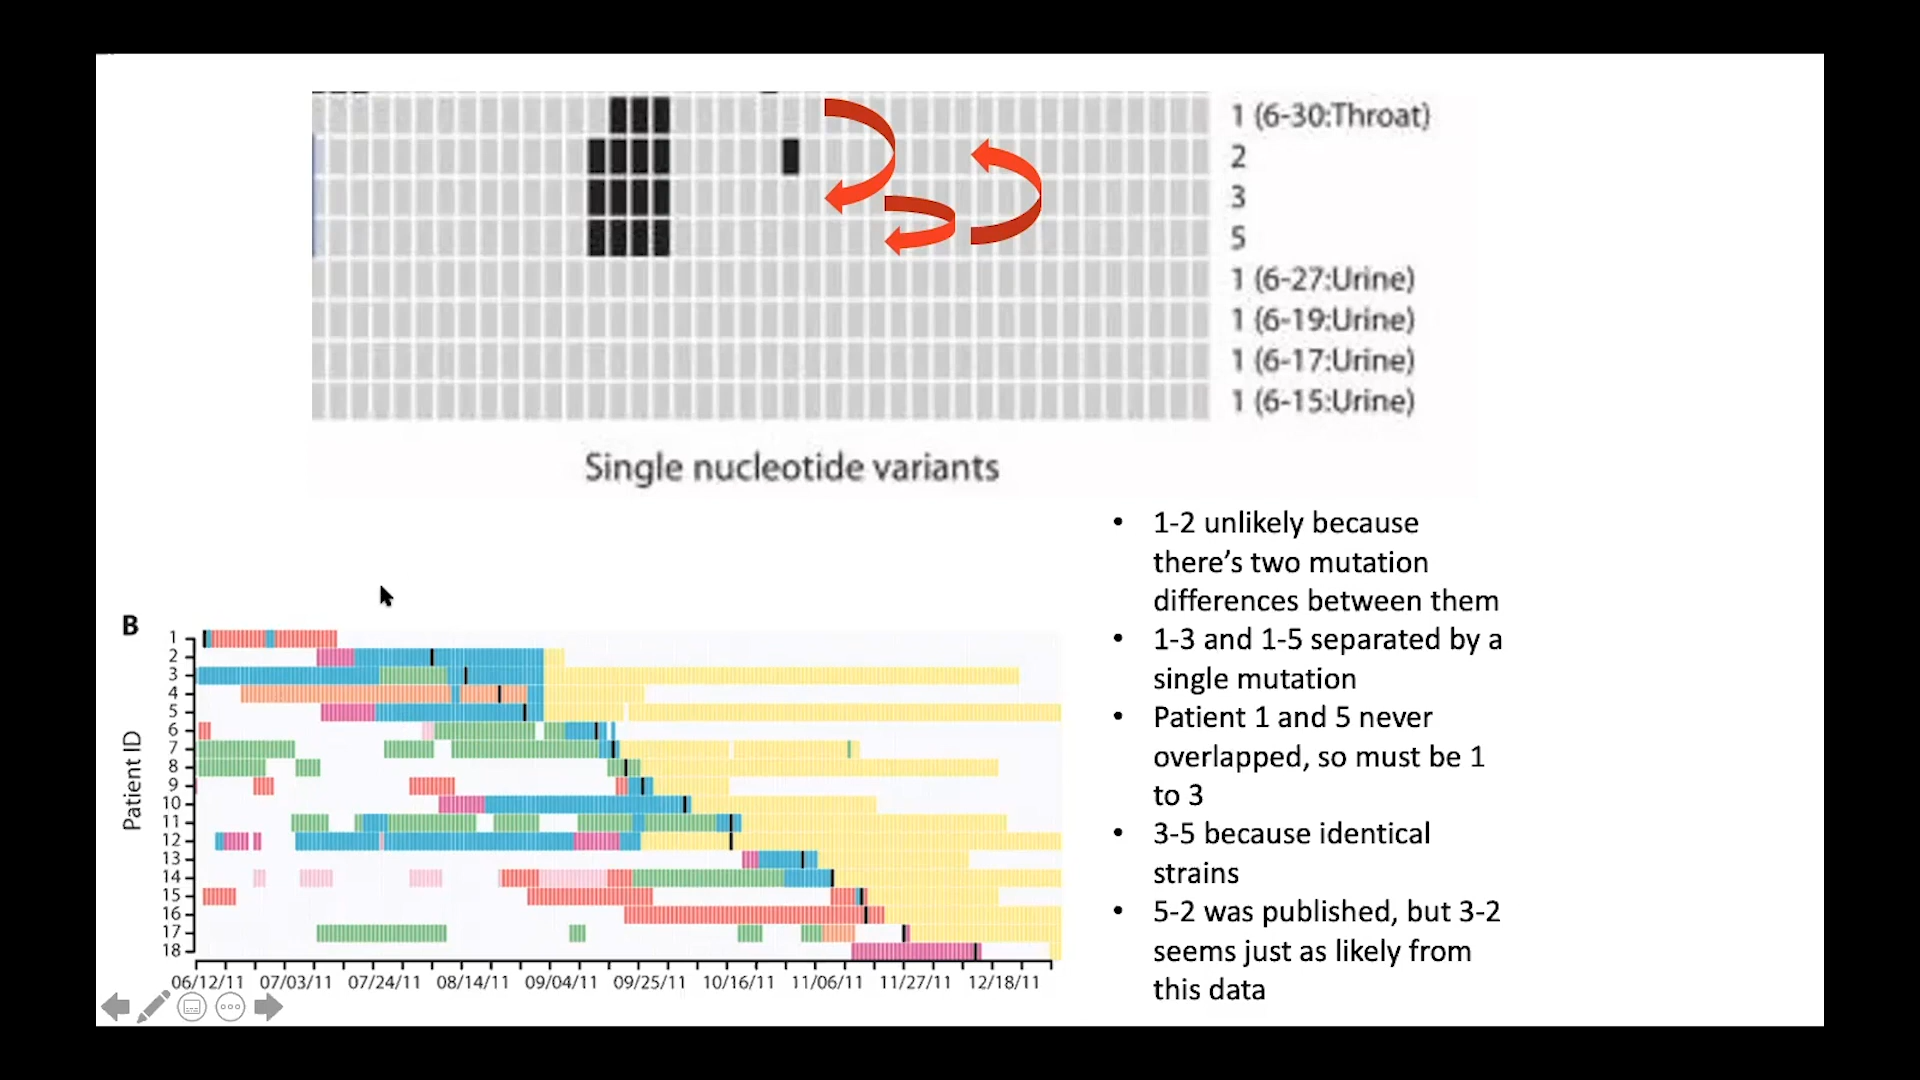 1 (6-30:Throat)
2
3
5
1 (6-27:Urine)
1 (6-19:Urine)
1 (6-17:Urine)
1 (6-15:Urine)
Single nucleotide variants
• 1-2 unlikely because
there’s two mutation
differences between them
• 1-3 and 1-5 separated by a
single mutation
• Patient 1 and 5 never
overlapped, so must be 1
to 3
• 3-5 because identical
strains
• 5-2 was published, but 3-2
seems just as likely from
this data
B
Patient ID
1
2
3
4
5
6
7
8
9
10
11
12
13
14
15
16
17
18
06/12/11 07/03/11 07/24/11 08/14/11 09/04/11 09/25/11 10/16/11 11/06/11 11/27/11 12/18/11